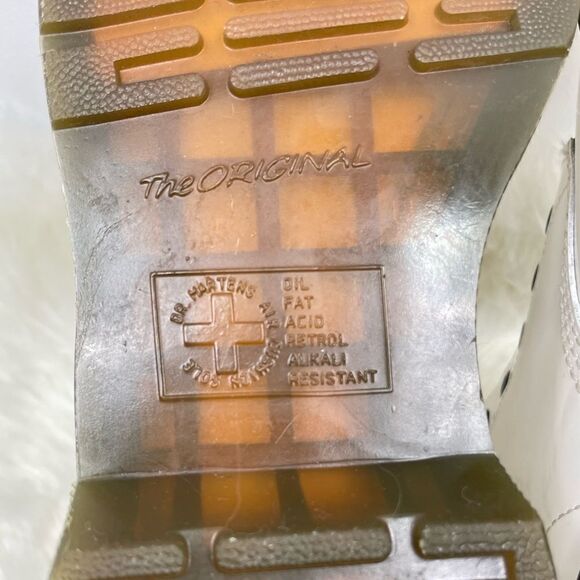 The ORIGINAL
DR. MARTENS AIR CUSHION SOLE
OIL
FAT
ACID
PETROL
ALKALI
RESISTANT